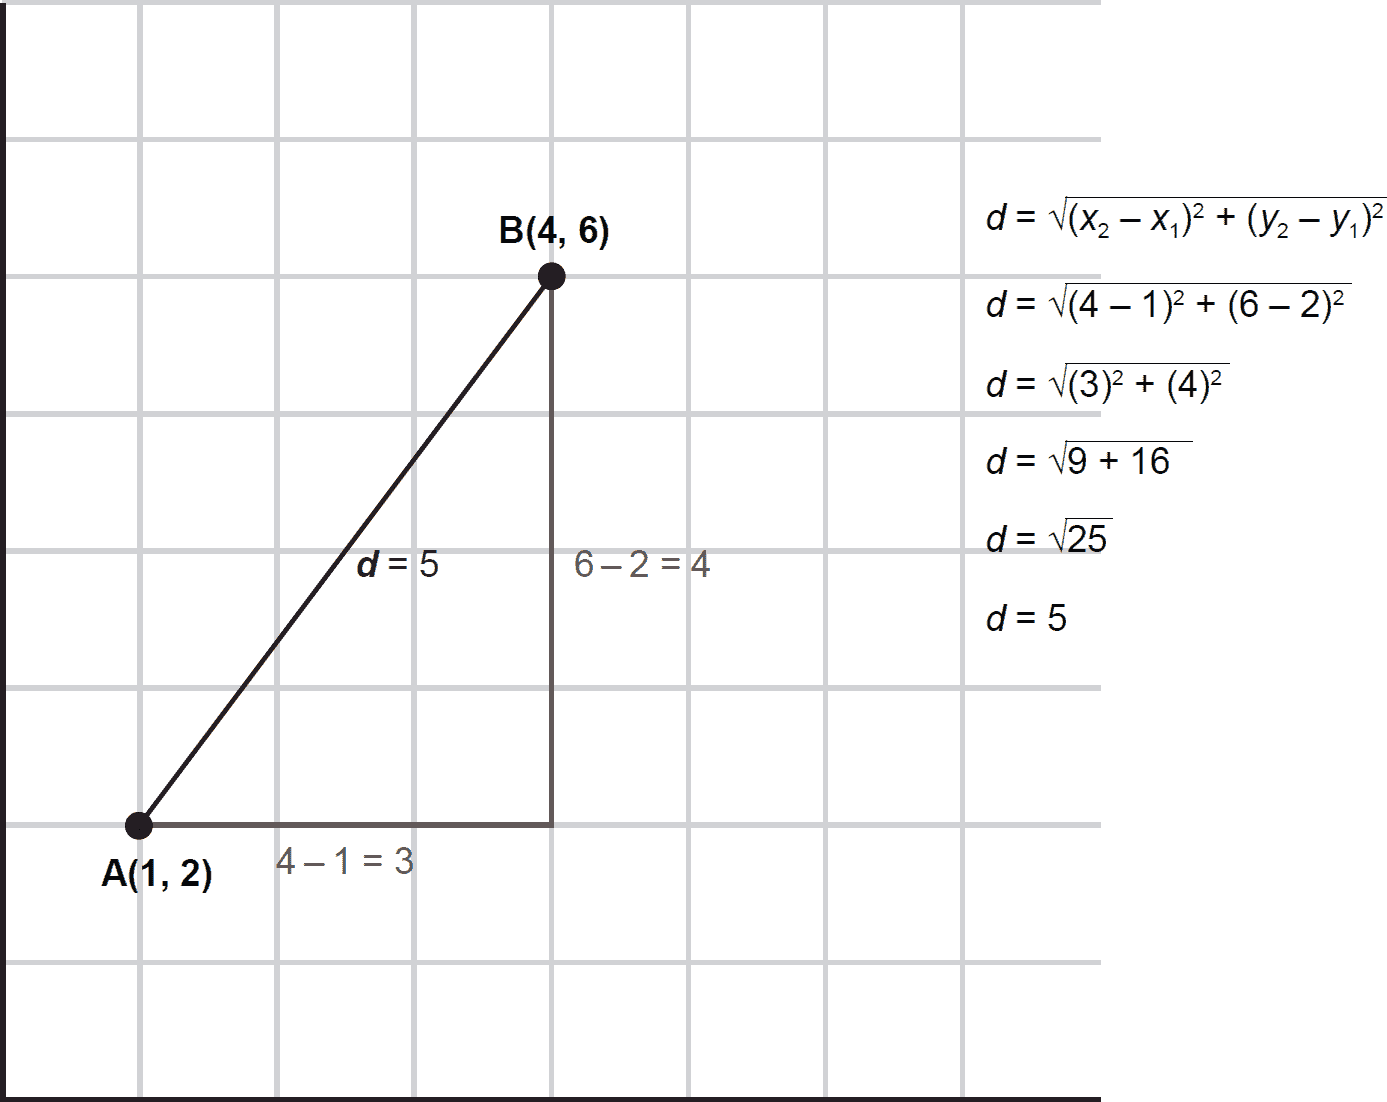 B(4, 6)
d = 5
6 – 2 = 4
A(1, 2)
4 – 1 = 3
d = √(x₂ – x₁)² + (y₂ – y₁)²
d = √(4 – 1)² + (6 – 2)²
d = √(3)² + (4)²
d = √9 + 16
d = √25
d = 5